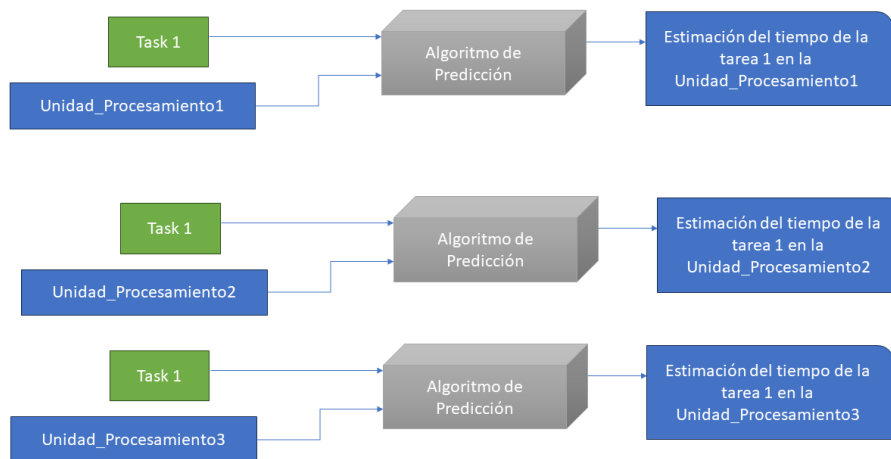 Task 1
Unidad_Procesamiento1
Algoritmo de
Predicción
Estimación del tiempo de la
tarea 1 en la
Unidad_Procesamiento1
Task 1
Unidad_Procesamiento2
Algoritmo de
Predicción
Estimación del tiempo de la
tarea 1 en la
Unidad_Procesamiento2
Task 1
Unidad_Procesamiento3
Algoritmo de
Predicción
Estimación del tiempo de la
tarea 1 en la
Unidad_Procesamiento3